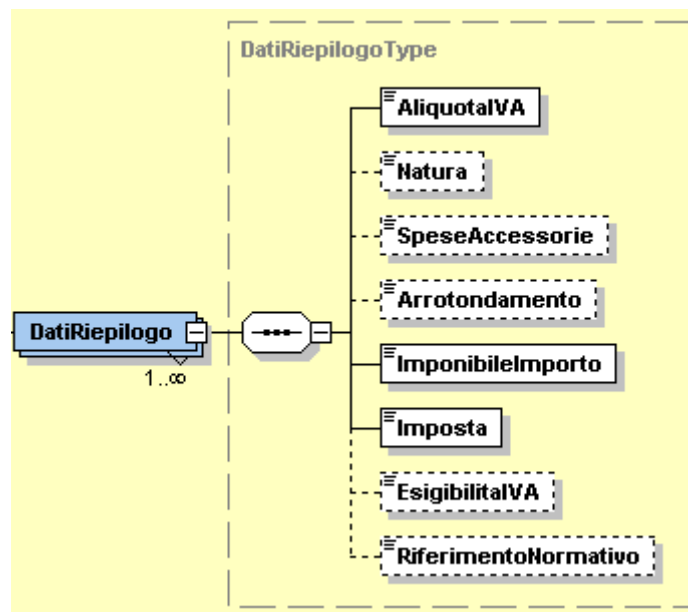 DatiRiepilogoType
AliquotaIVA
Natura
SpeseAccessorie
Arrotondamento
DatiRiepilogo
1..∞
ImponibileImporto
Imposta
EsigibilitaIVA
RiferimentoNormativo